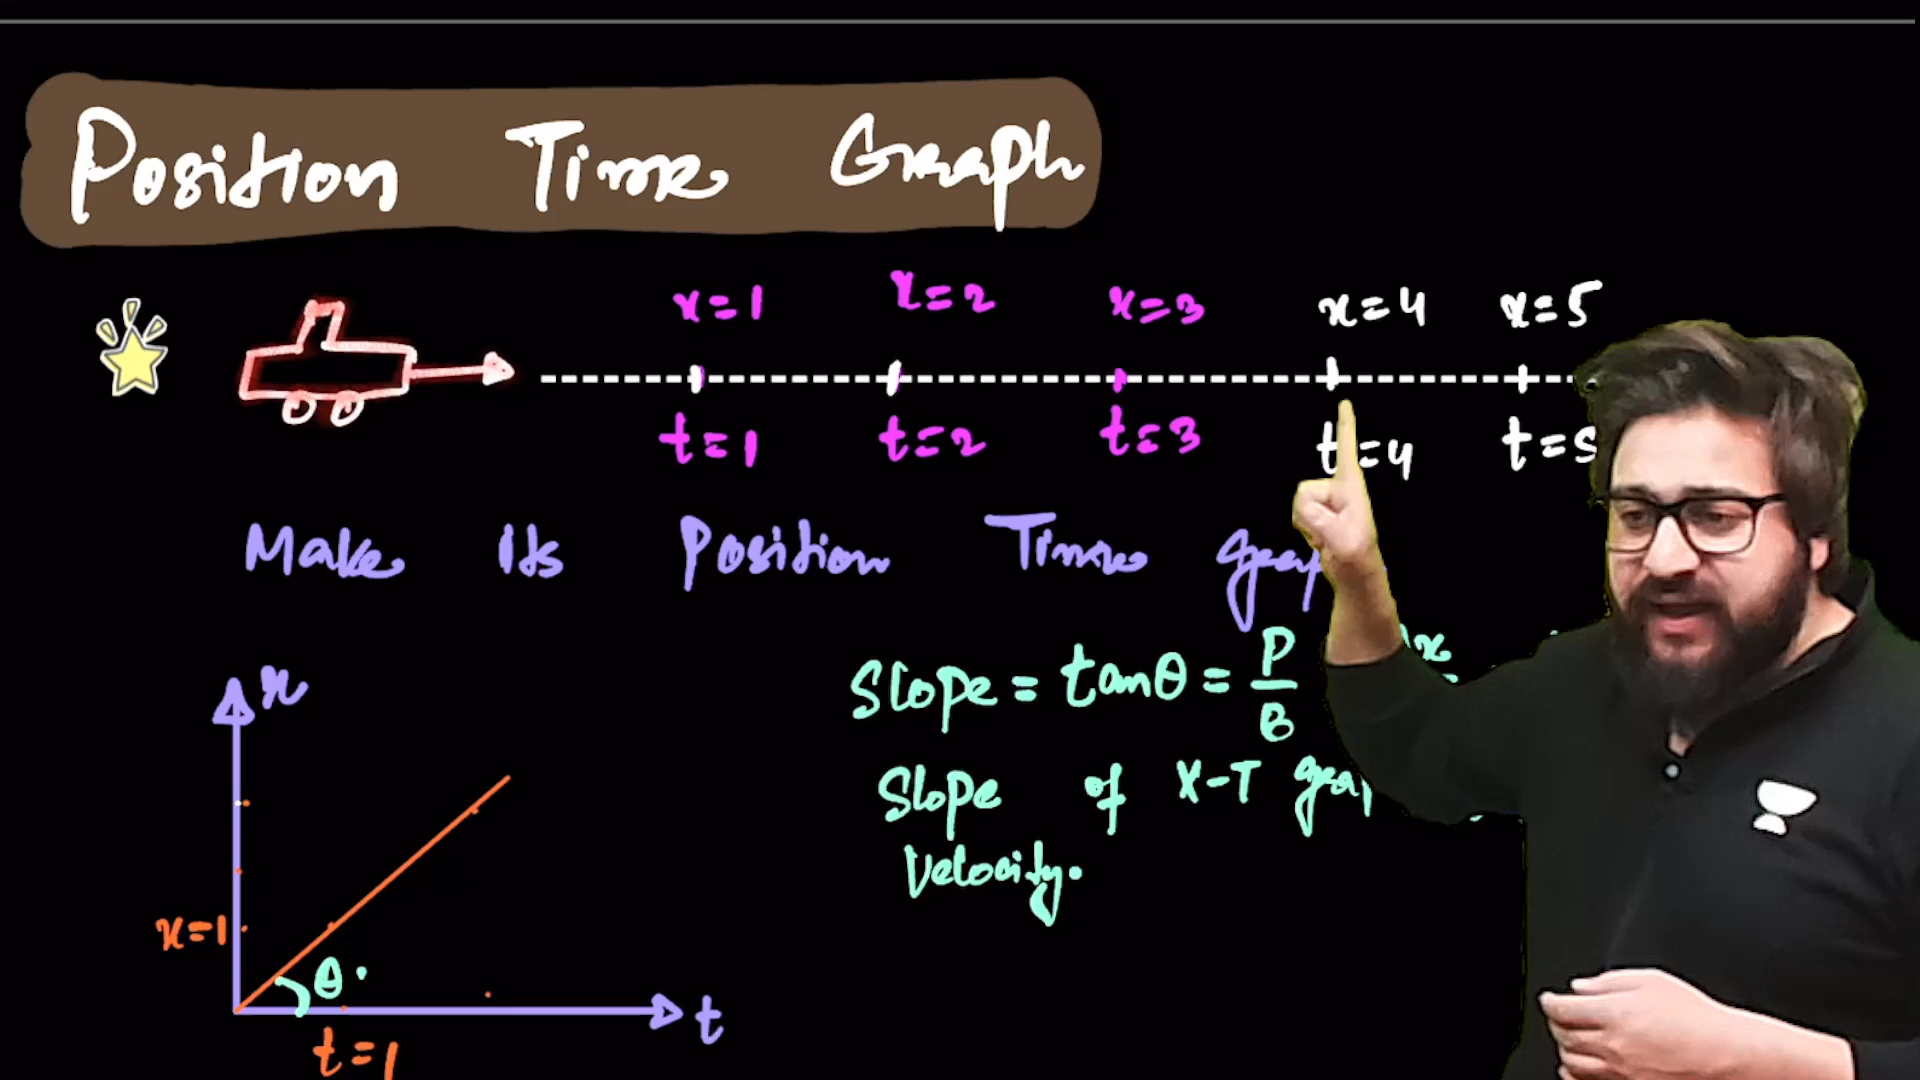 Position Time Graph
x=1 x=2 x=3 x=4 x=5
t=1 t=2 t=3 t=4 t=5
Make Its Position Time
Slope = tanθ = P/B
Slope of X-T
Velocity.
x
x=1
θ
t
t=1